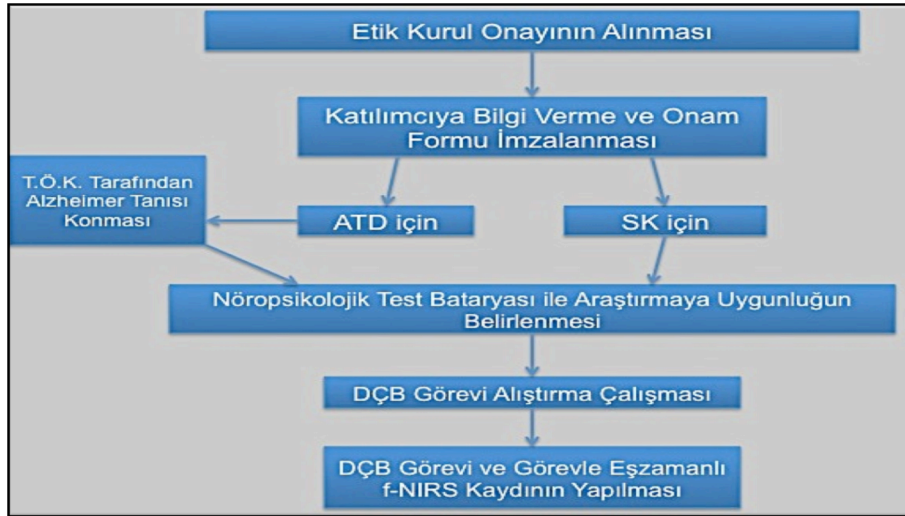 Etik Kurul Onayının Alınması
Katılımcıya Bilgi Verme ve Onam
Formu İmzalanması
T.Ö.K. Tarafından
Alzheimer Tanısı
Konması
ATD için
SK için
Nöropsikolojik Test Bataryası ile Araştırmaya Uygunluğun
Belirlenmesi
DÇB Görevi Alıştırma Çalışması
DÇB Görevi ve Görevle Eşzamanlı
f-NIRS Kaydının Yapılması